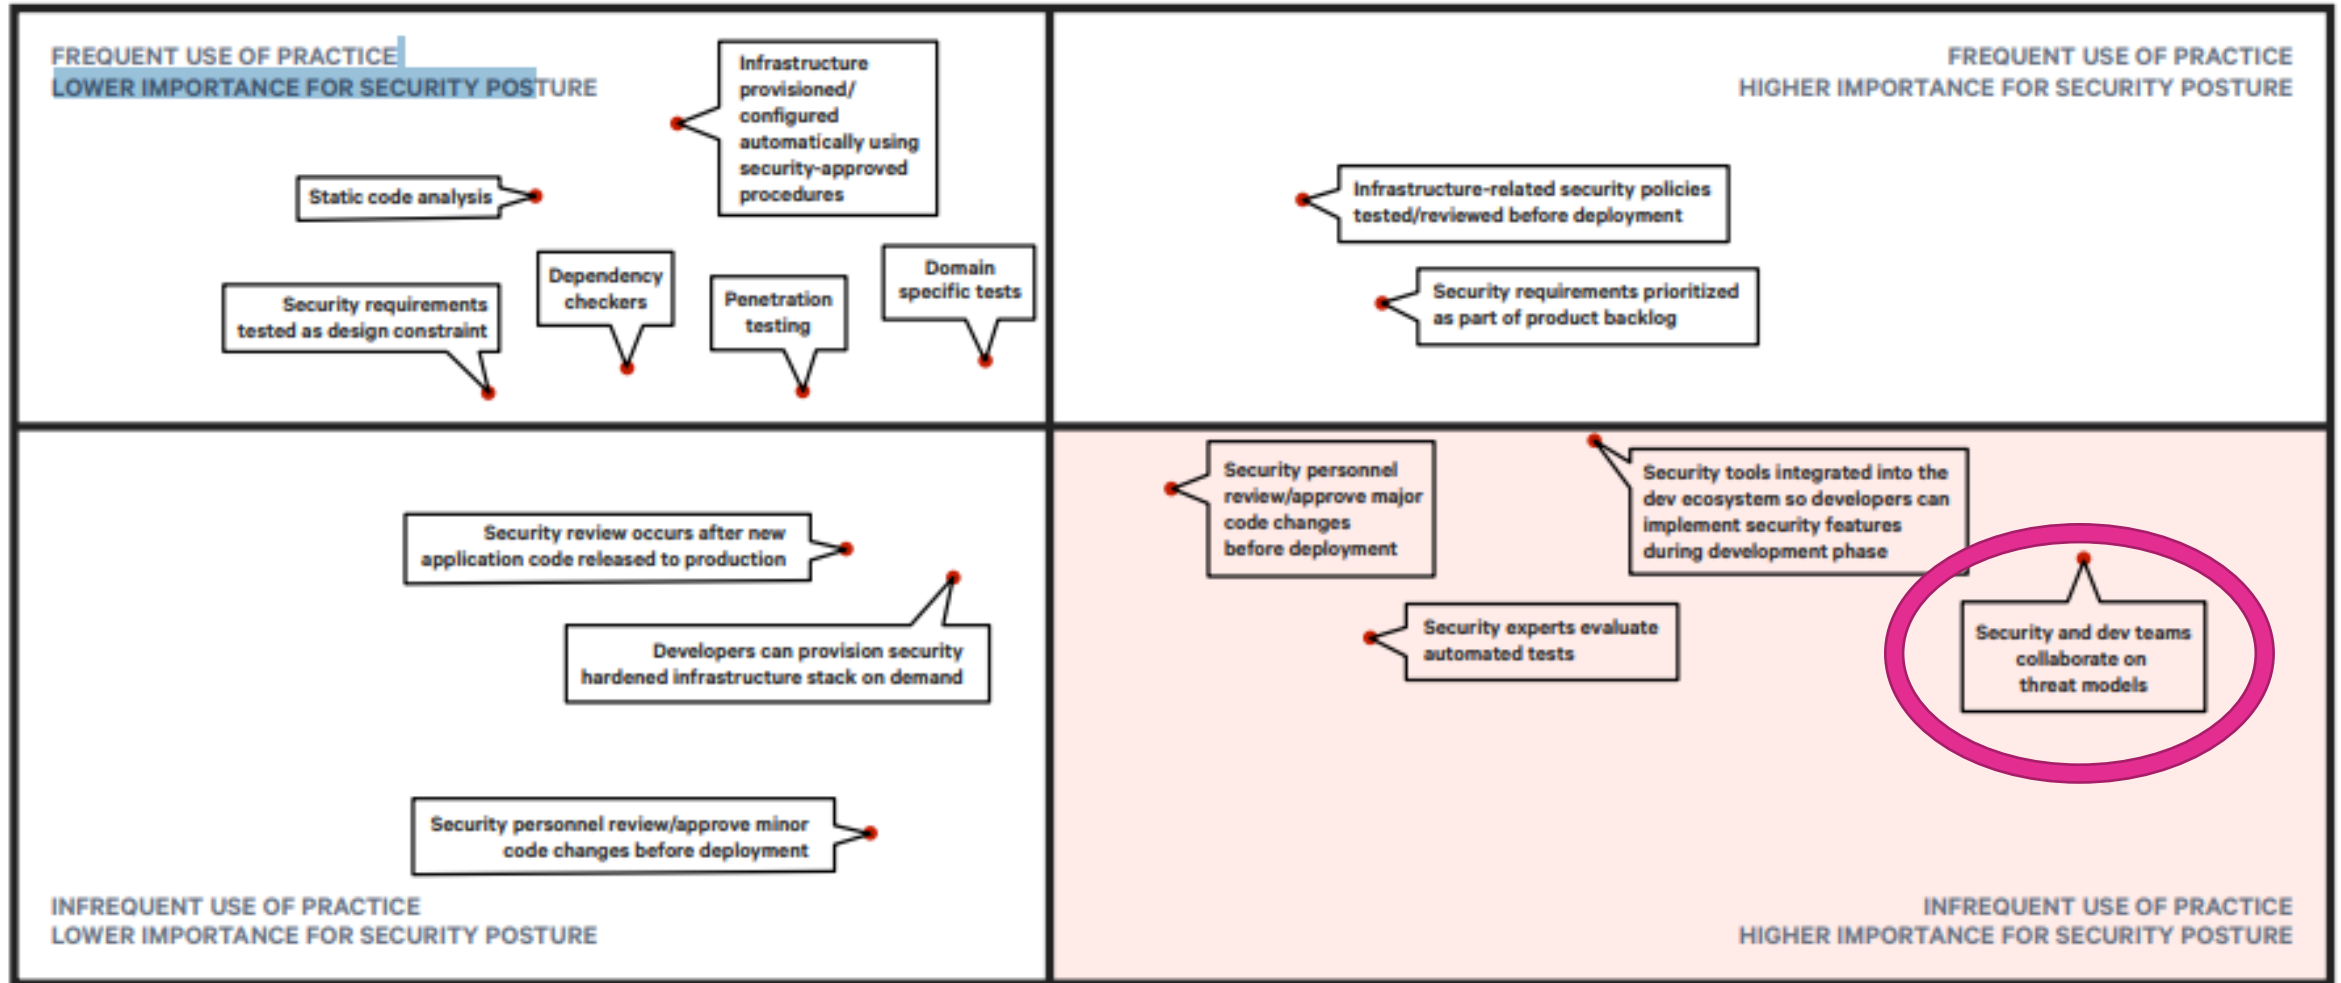 FREQUENT USE OF PRACTICE
LOWER IMPORTANCE FOR SECURITY POSTURE
Infrastructure
provisioned/
configured
automatically using
security-approved
procedures
Static code analysis
Dependency
checkers
Domain
specific tests
Security requirements
tested as design constraint
Penetration
testing
FREQUENT USE OF PRACTICE
HIGHER IMPORTANCE FOR SECURITY POSTURE
Infrastructure-related security policies
tested/reviewed before deployment
Security requirements prioritized
as part of product backlog
Security review occurs after new
application code released to production
Developers can provision security
hardened infrastructure stack on demand
Security personnel review/approve minor
code changes before deployment
INFREQUENT USE OF PRACTICE
LOWER IMPORTANCE FOR SECURITY POSTURE
Security personnel
review/approve major
code changes
before deployment
Security tools integrated into the
dev ecosystem so developers can
implement security features
during development phase
Security experts evaluate
automated tests
Security and dev teams
collaborate on
threat models
INFREQUENT USE OF PRACTICE
HIGHER IMPORTANCE FOR SECURITY POSTURE